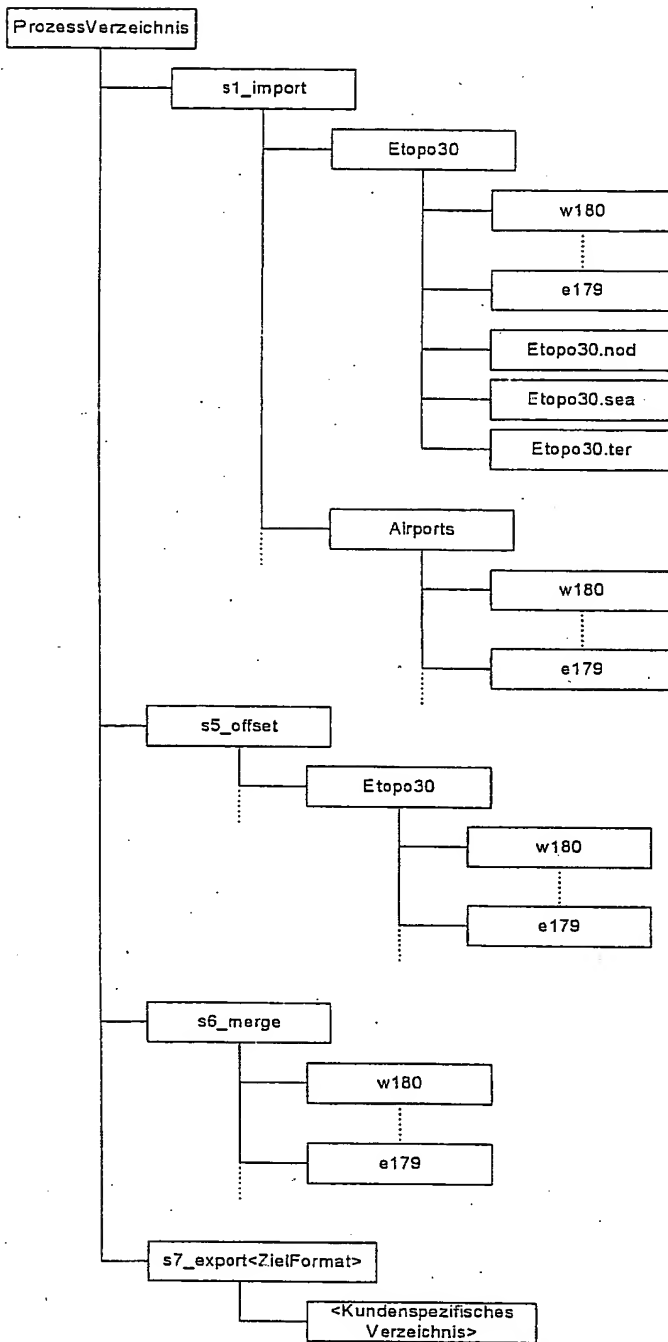 ProzessVerzeichnis
s1_import
Etopo30
w180
e179
Etopo30.nod
Etopo30.sea
Etopo30.ter
Airports
w180
e179
s5_offset
Etopo30
w180
e179
s6_merge
w180
e179
s7_export<ZielFormat>
<Kundenspezifisches
Verzeichnis>